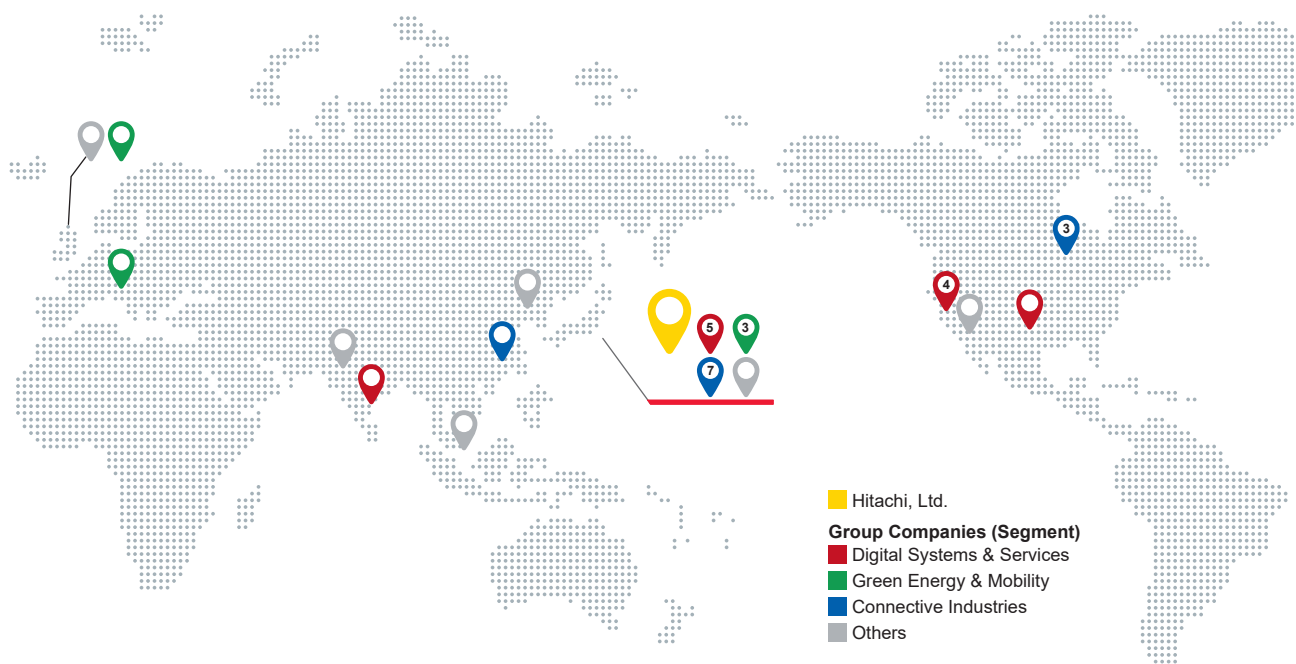 3
4
5
3
7
Hitachi, Ltd.
Group Companies (Segment)
Digital Systems & Services
Green Energy & Mobility
Connective Industries
Others